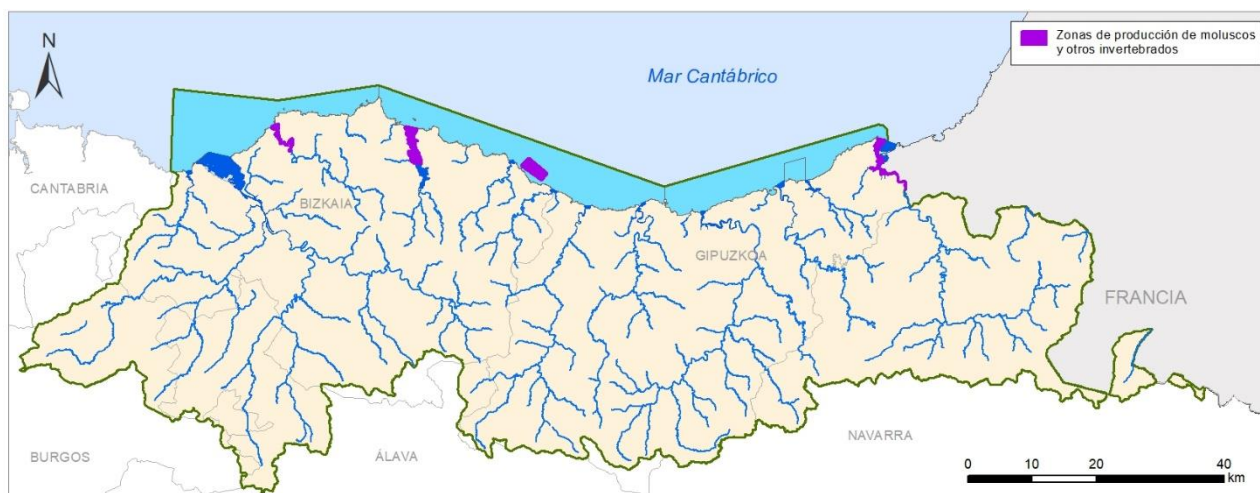 N
Zonas de producción de moluscos
y otros invertebrados
Mar Cantábrico
CANTABRIA
BIZKAIA
GIPUZKOA
FRANCIA
NAVARRA
BURGOS
ÁLAVA
0 10 20 40
km